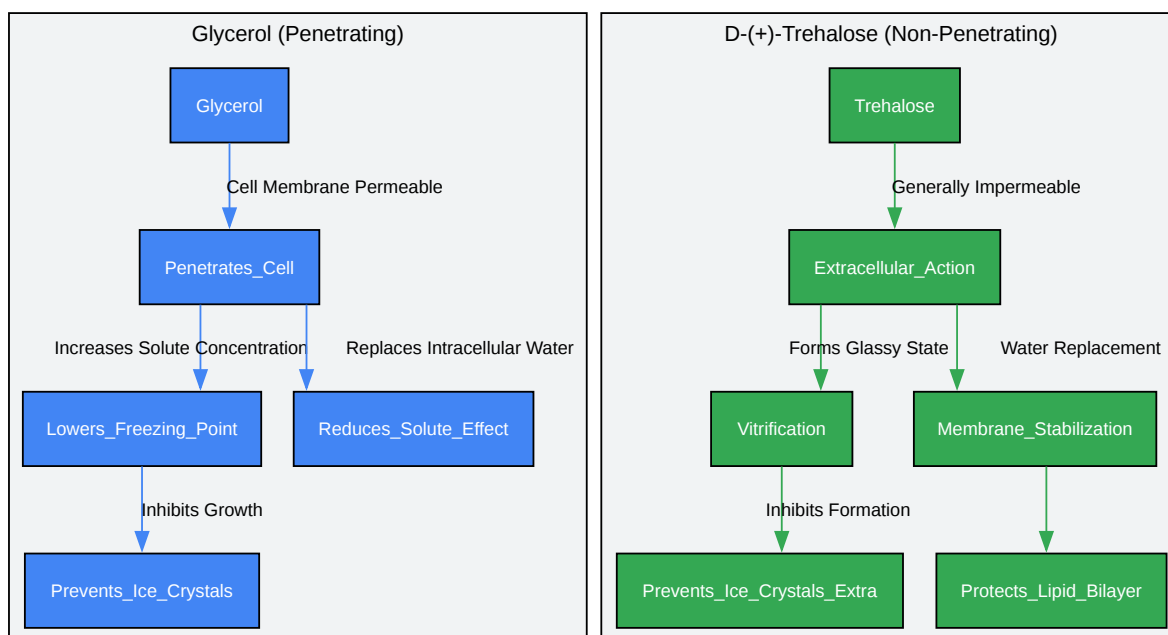 Glycerol (Penetrating)
Glycerol
Cell Membrane Permeable
Penetrates_Cell
Increases Solute Concentration
Replaces Intracellular Water
Lowers_Freezing_Point
Reduces_Solute_Effect
Inhibits Growth
Prevents_Ice_Crystals
D-(+)-Trehalose (Non-Penetrating)
Trehalose
Generally Impermeable
Extracellular_Action
Forms Glassy State
Water Replacement
Vitrification
Membrane_Stabilization
Inhibits Formation
Prevents_Ice_Crystals_Extra
Protects_Lipid_Bilayer